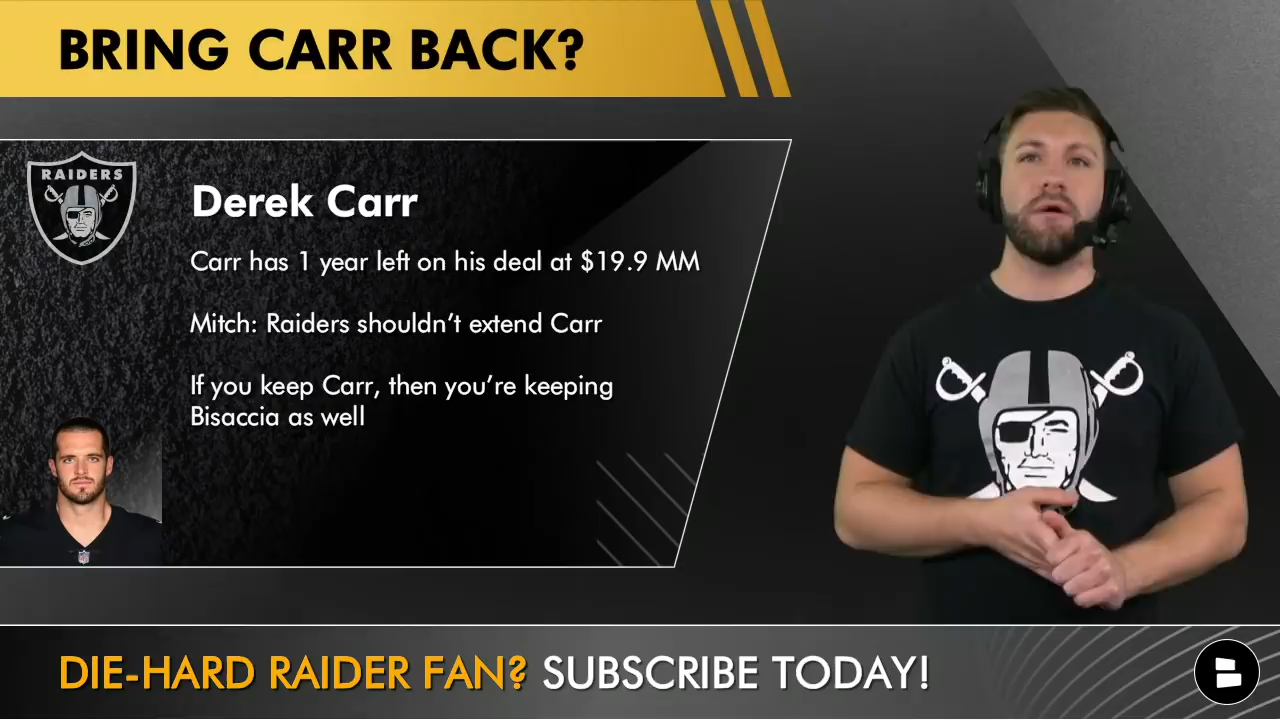 BRING CARR BACK?
RAIDERS
Derek Carr
Carr has 1 year left on his deal at $19.9 MM
Mitch: Raiders shouldn't extend Carr
If you keep Carr, then you're keeping
Bisaccia as well
DIE-HARD RAIDER FAN? SUBSCRIBE TODAY!